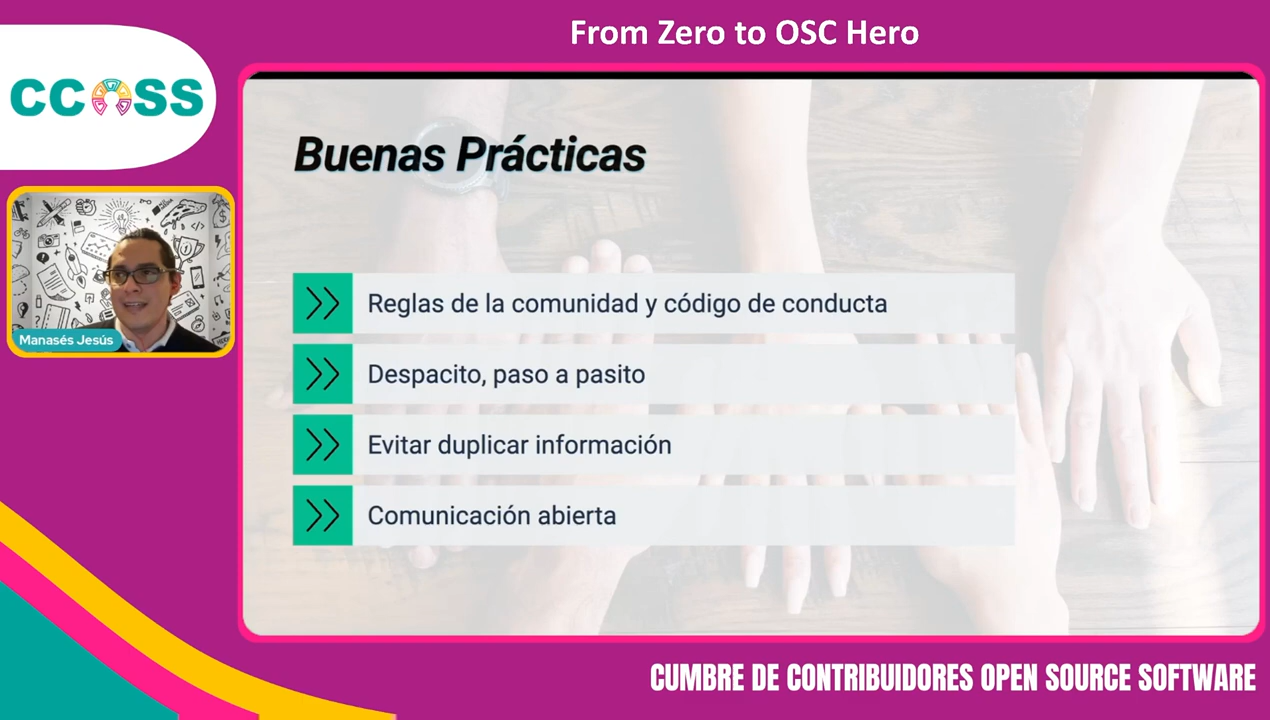 From Zero to OSC Hero
CCOSS
Buenas Prácticas
Manasés Jesús
Reglas de la comunidad y código de conducta
Despacito, paso a pasito
Evitar duplicar información
Comunicación abierta
CUMBRE DE CONTRIBUIDORES OPEN SOURCE SOFTWARE